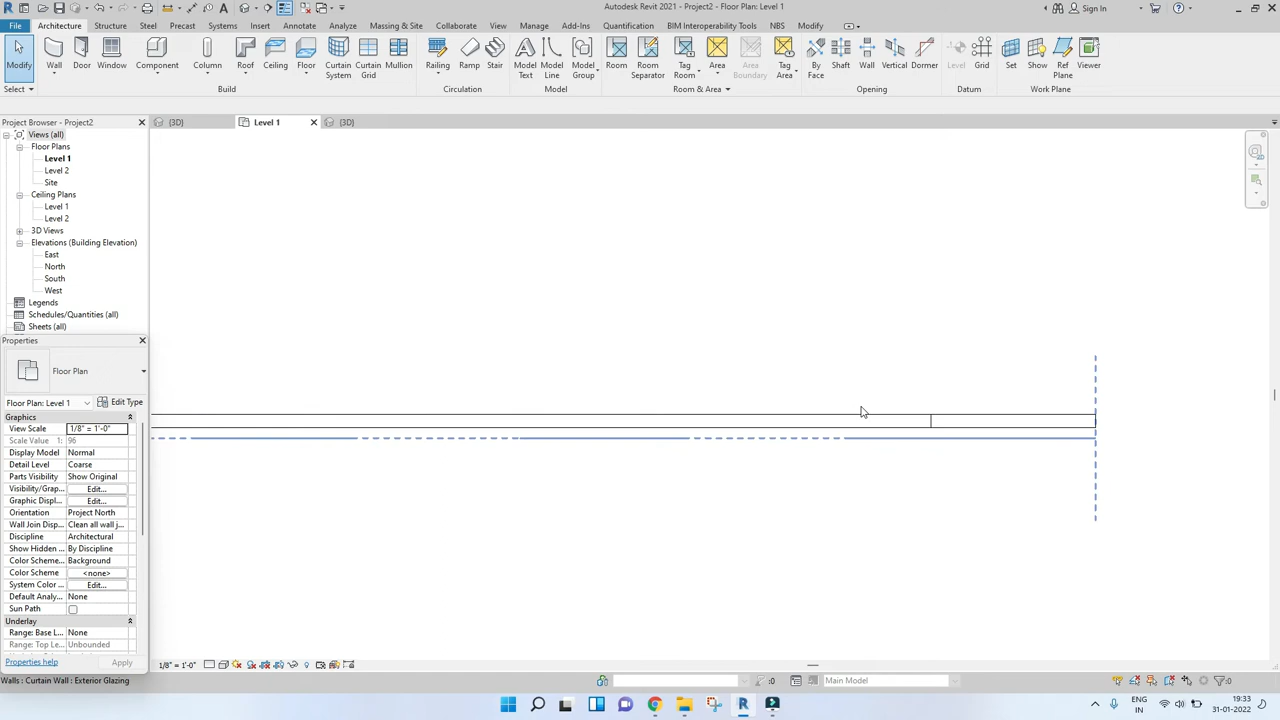 Autodesk Revit 2021 - Project2 - Floor Plan: Level 1
Sign In
File Architecture Structure Steel Precast Systems Insert Annotate Analyze Massing & Site Collaborate View Manage Add-Ins Quantification BIM Interoperability Tools NBS Modify
Modify Wall Door Window Component Column Roof Ceiling Floor Curtain System Curtain Grid Mullion Railing Ramp Stair Model Text Model Line Model Group Room Room Separator Tag Room Area Area Boundary Tag Area By Face Shaft Wall Vertical Dormer Level Grid Set Show Ref Plane Viewer
Select Build Circulation Model Room & Area Opening Datum Work Plane
Project Browser - Project2
{3D} Level 1 {3D}
Views (all)
Floor Plans
Level 1
Level 2
Site
Ceiling Plans
Level 1
Level 2
3D Views
Elevations (Building Elevation)
East
North
South
West
Legends
Schedules/Quantities (all)
Sheets (all)
Properties
Floor Plan
Floor Plan: Level 1 Edit Type
Graphics
View Scale 1/8" = 1'-0"
Scale Value 1: 96
Display Model Normal
Detail Level Coarse
Parts Visibility Show Original
Visibility/Grap... Edit...
Graphic Displ... Edit...
Orientation Project North
Wall Join Disp... Clean all wall j...
Discipline Architectural
Show Hidden ... By Discipline
Color Scheme... Background
Color Scheme <none>
System Color ... Edit...
Default Analy... None
Sun Path
Underlay
Range: Base L... None
Range: Top Le... Unbounded
Properties help Apply
1/8" = 1'-0"
Walls : Curtain Wall : Exterior Glazing
:0 Main Model :0
ENG
IN
19:33
31-01-2022